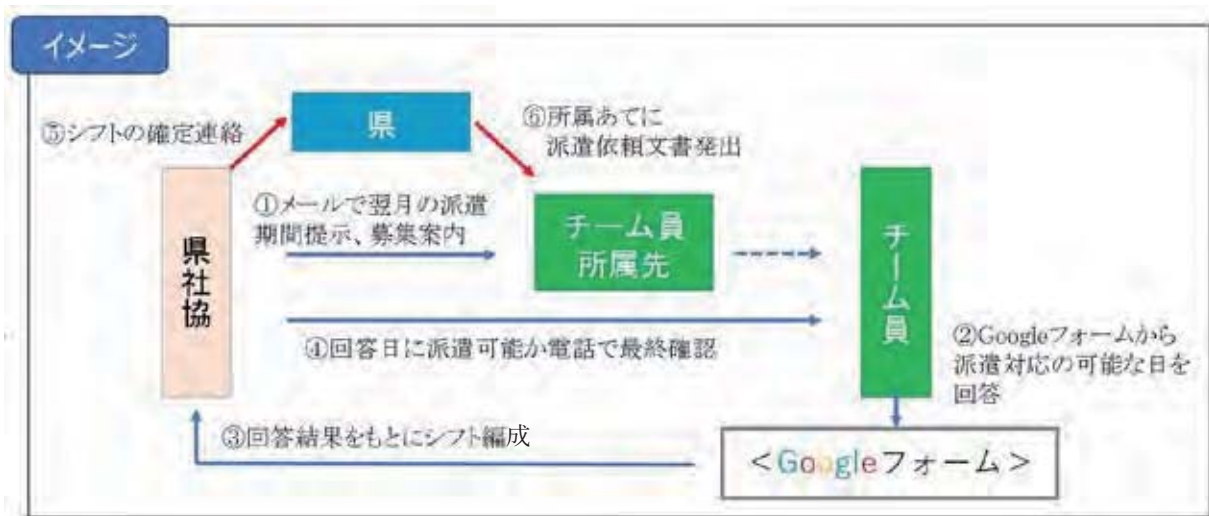 イメージ
⑤シフトの確定連絡
県
⑥所属あてに
派遣依頼文書発出
①メールで翌月の派遣
期間提示、募集案内
チーム員
所属先
県社協
チーム員
④回答日に派遣可能か電話で最終確認
②Googleフォームから
派遣対応の可能な日を
回答
③回答結果をもとにシフト編成
<Googleフォーム>